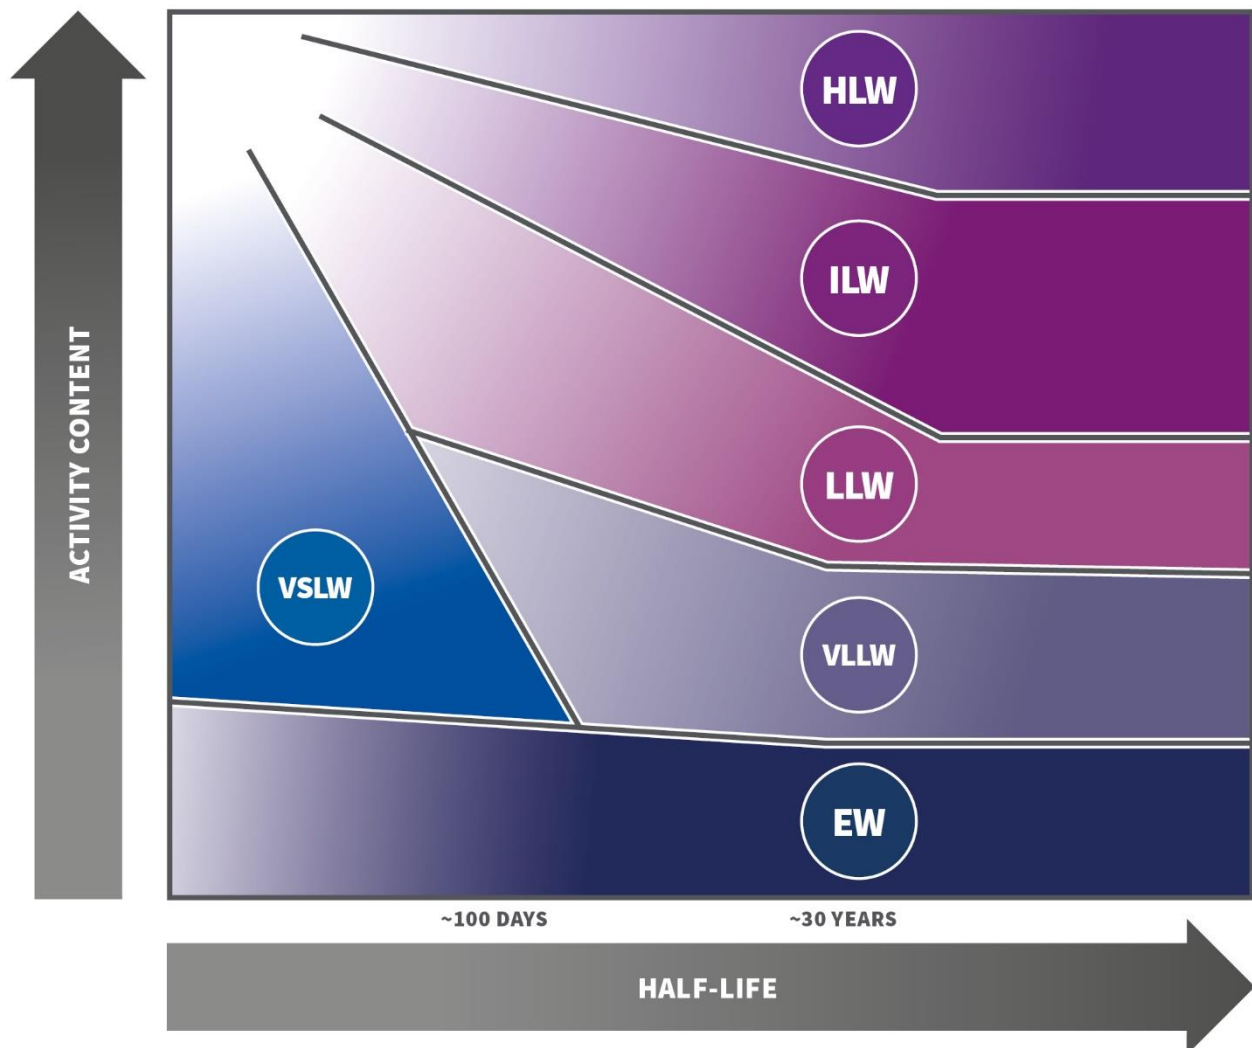 ACTIVITY CONTENT
HLW
ILW
LLW
VSLW
VLLW
EW
~100 DAYS
~30 YEARS
HALF-LIFE